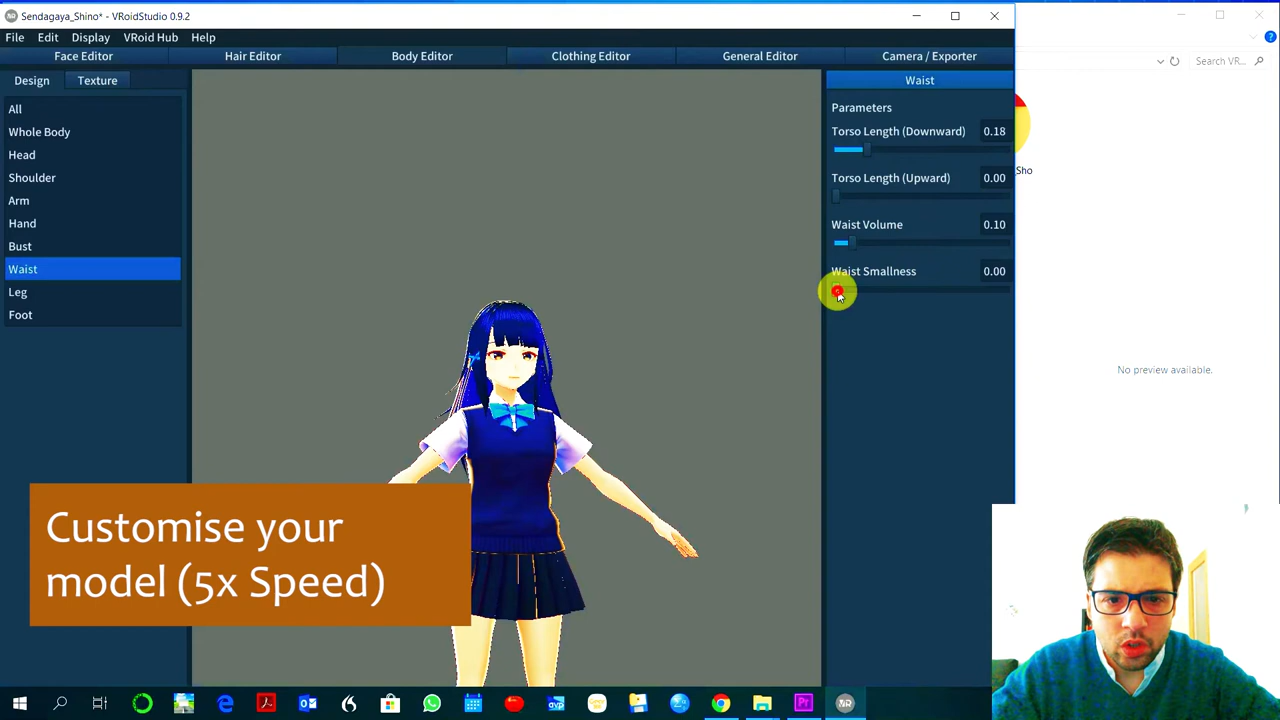 Sendagaya_Shino* - VRoidStudio 0.9.2
File Edit Display VRoid Hub Help
Face Editor Hair Editor Body Editor Clothing Editor General Editor Camera / Exporter
Design Texture
All
Whole Body
Head
Shoulder
Arm
Hand
Bust
Waist
Leg
Foot
Waist
Parameters
Torso Length (Downward) 0.18
Torso Length (Upward) 0.00
Waist Volume 0.10
Waist Smallness 0.00
Search VR...
_Sho
No preview available.
Customise your
model (5x Speed)